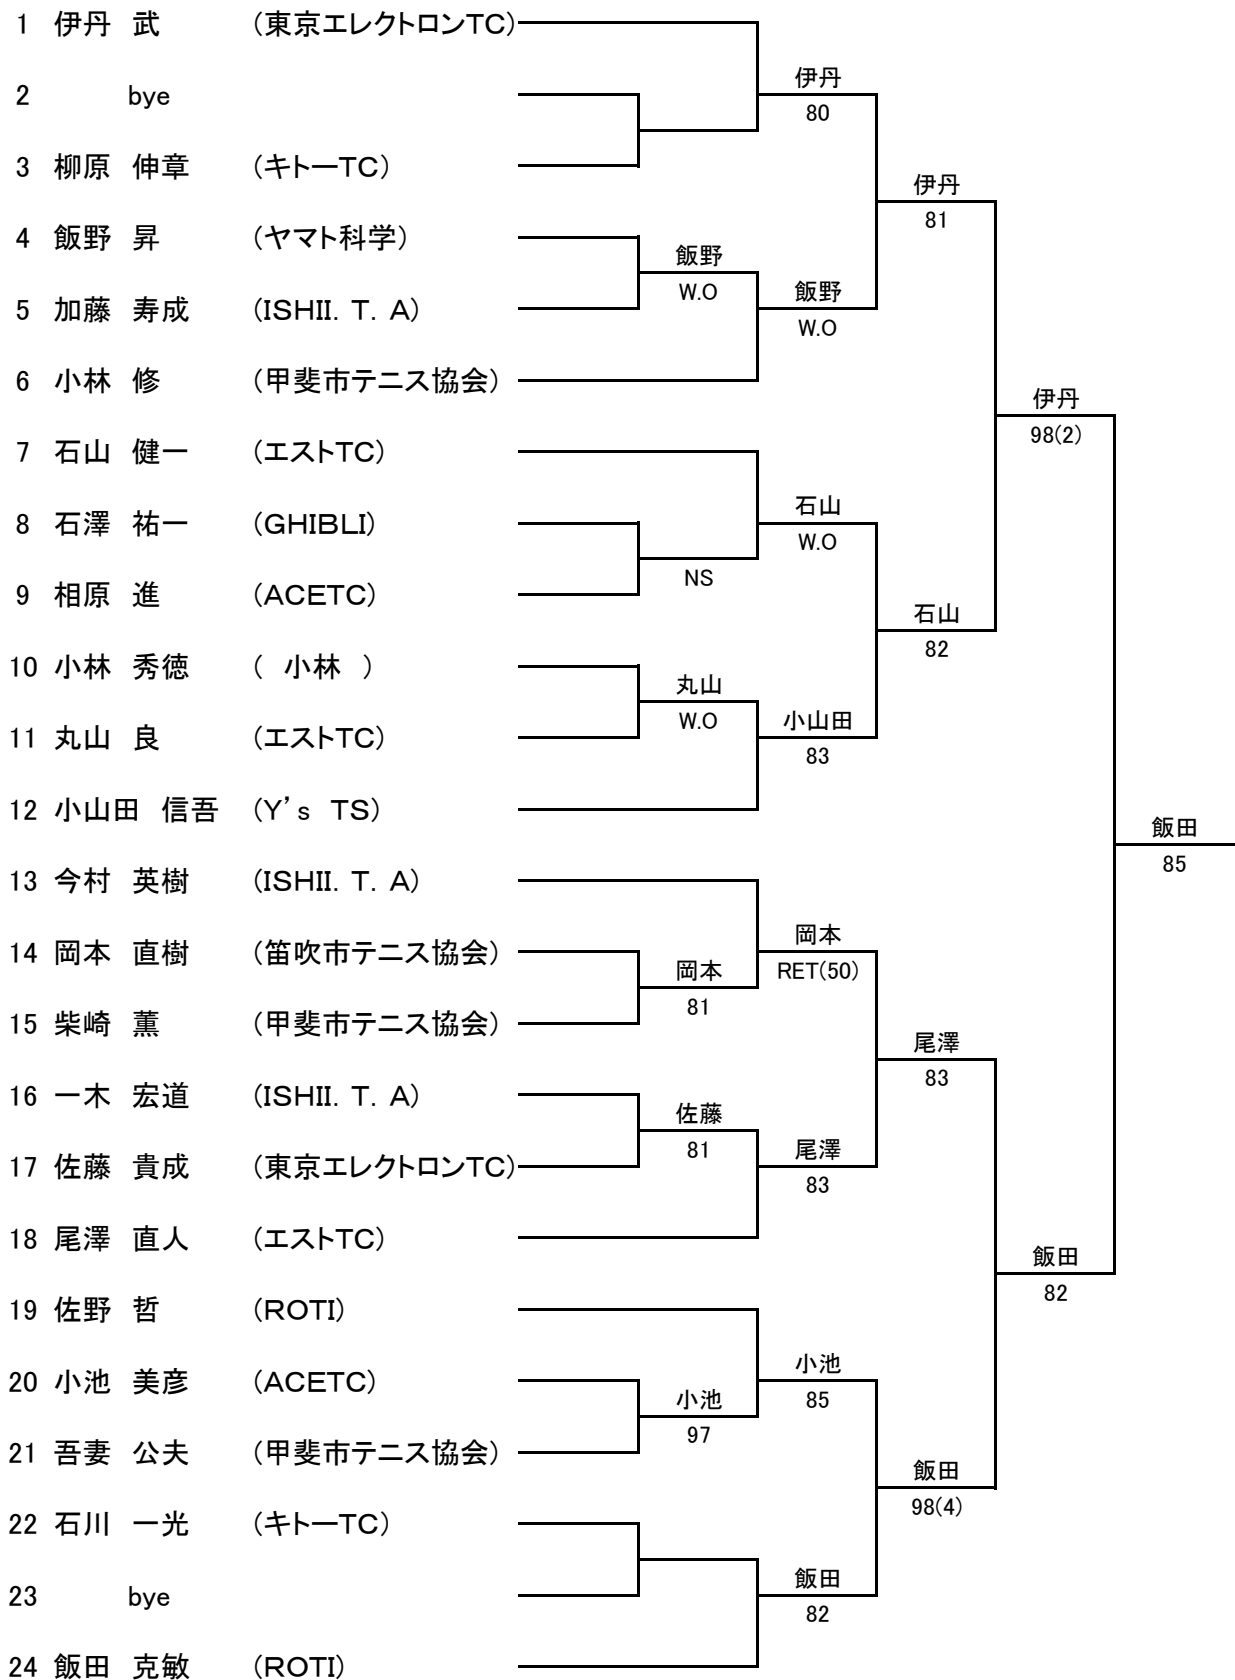 1 伊丹 武 (東京エレクトロンTC)
伊丹
2 bye
80
3 柳原 伸章 (キトーTC)
伊丹
81
4 飯野 昇 (ヤマト科学)
飯野
W.O
飯野
5 加藤 寿成 (ISHII. T. A)
W.O
6 小林 修 (甲斐市テニス協会)
伊丹
98(2)
7 石山 健一 (エストTC)
石山
8 石澤 祐一 (GHIBLI)
W.O
NS
9 相原 進 (ACETC)
石山
82
10 小林 秀徳 ( 小林 )
丸山
W.O
小山田
11 丸山 良 (エストTC)
83
12 小山田 信吾 (Y's TS)
飯田
85
13 今村 英樹 (ISHII. T. A)
岡本
14 岡本 直樹 (笛吹市テニス協会)
岡本
RET(50)
81
15 柴崎 薫 (甲斐市テニス協会)
尾澤
83
16 一木 宏道 (ISHII. T. A)
佐藤
81
尾澤
17 佐藤 貴成 (東京エレクトロンTC)
83
18 尾澤 直人 (エストTC)
飯田
82
19 佐野 哲 (ROTI)
小池
20 小池 美彦 (ACETC)
小池
85
97
21 吾妻 公夫 (甲斐市テニス協会)
飯田
98(4)
22 石川 一光 (キトーTC)
飯田
23 bye
82
24 飯田 克敏 (ROTI)